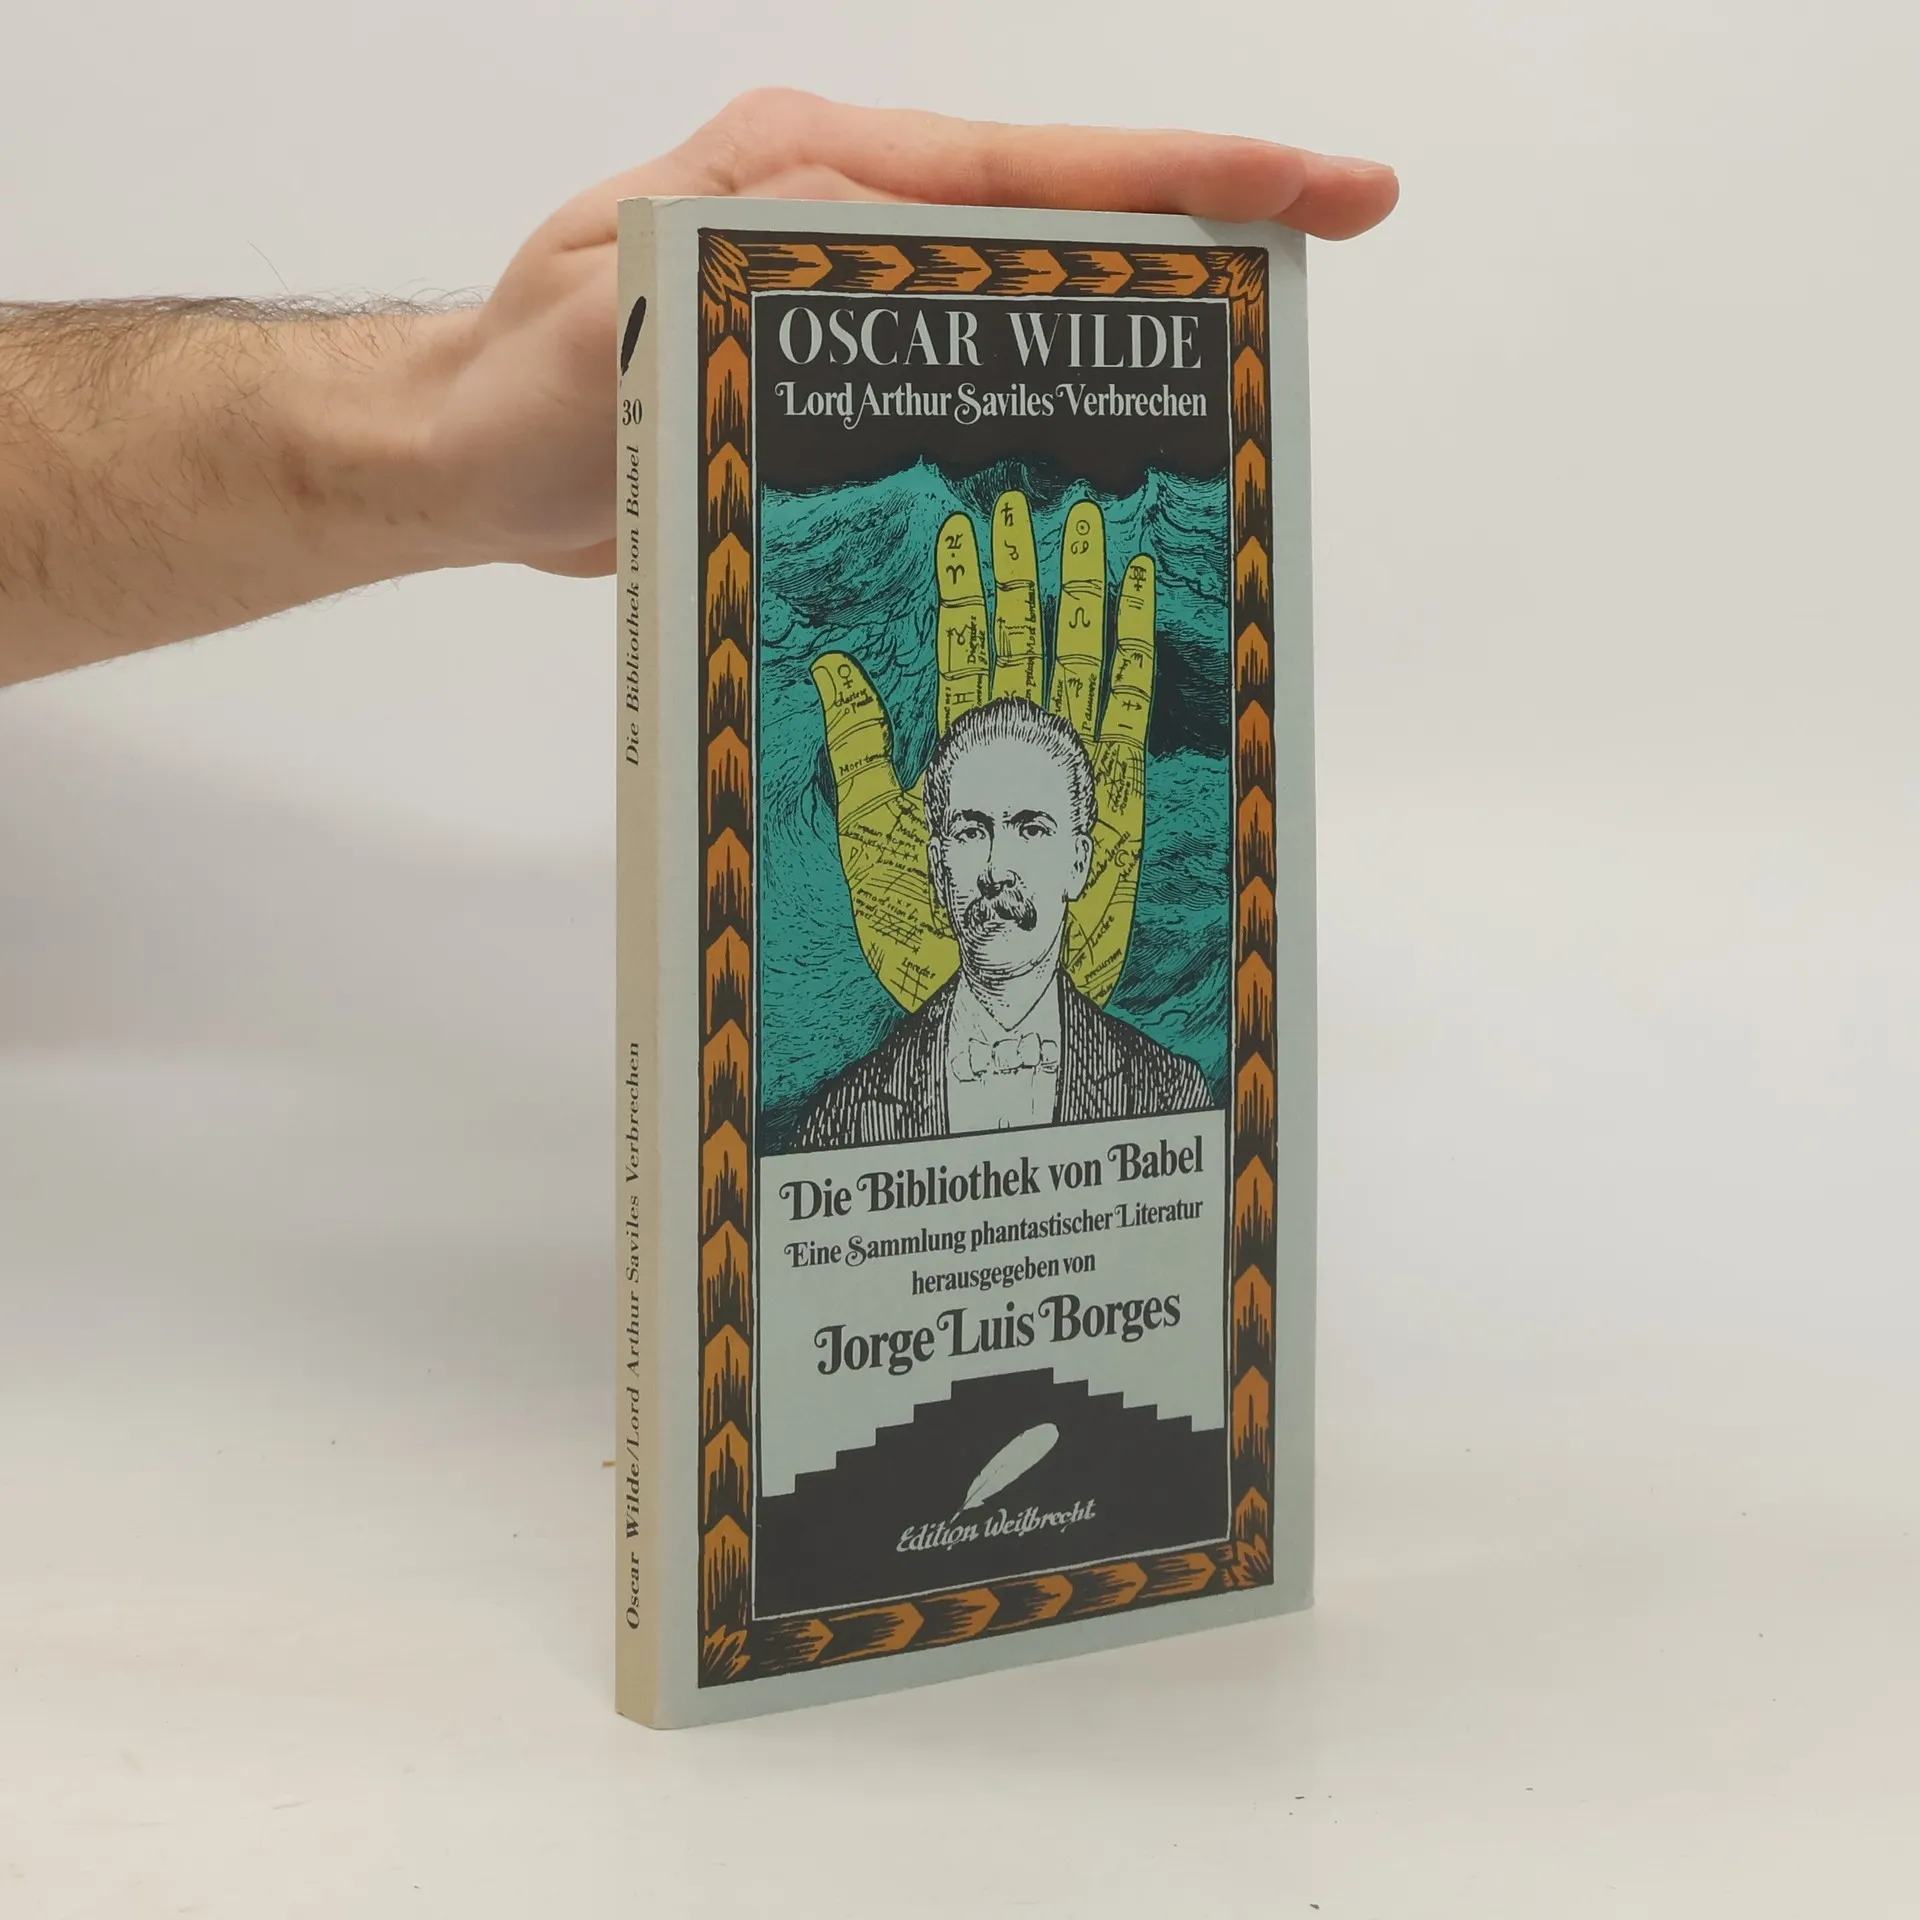 OSCAR WILDE
Lord Arthur Saviles Verbrechen
Die Bibliothek von Babel
Eine Sammlung phantastischer Literatur
herausgegeben von
Jorge Luis Borges
Edition Weitbrecht
30
Die Bibliothek von Babel
Oscar Wilde/Lord Arthur Saviles Verbrechen